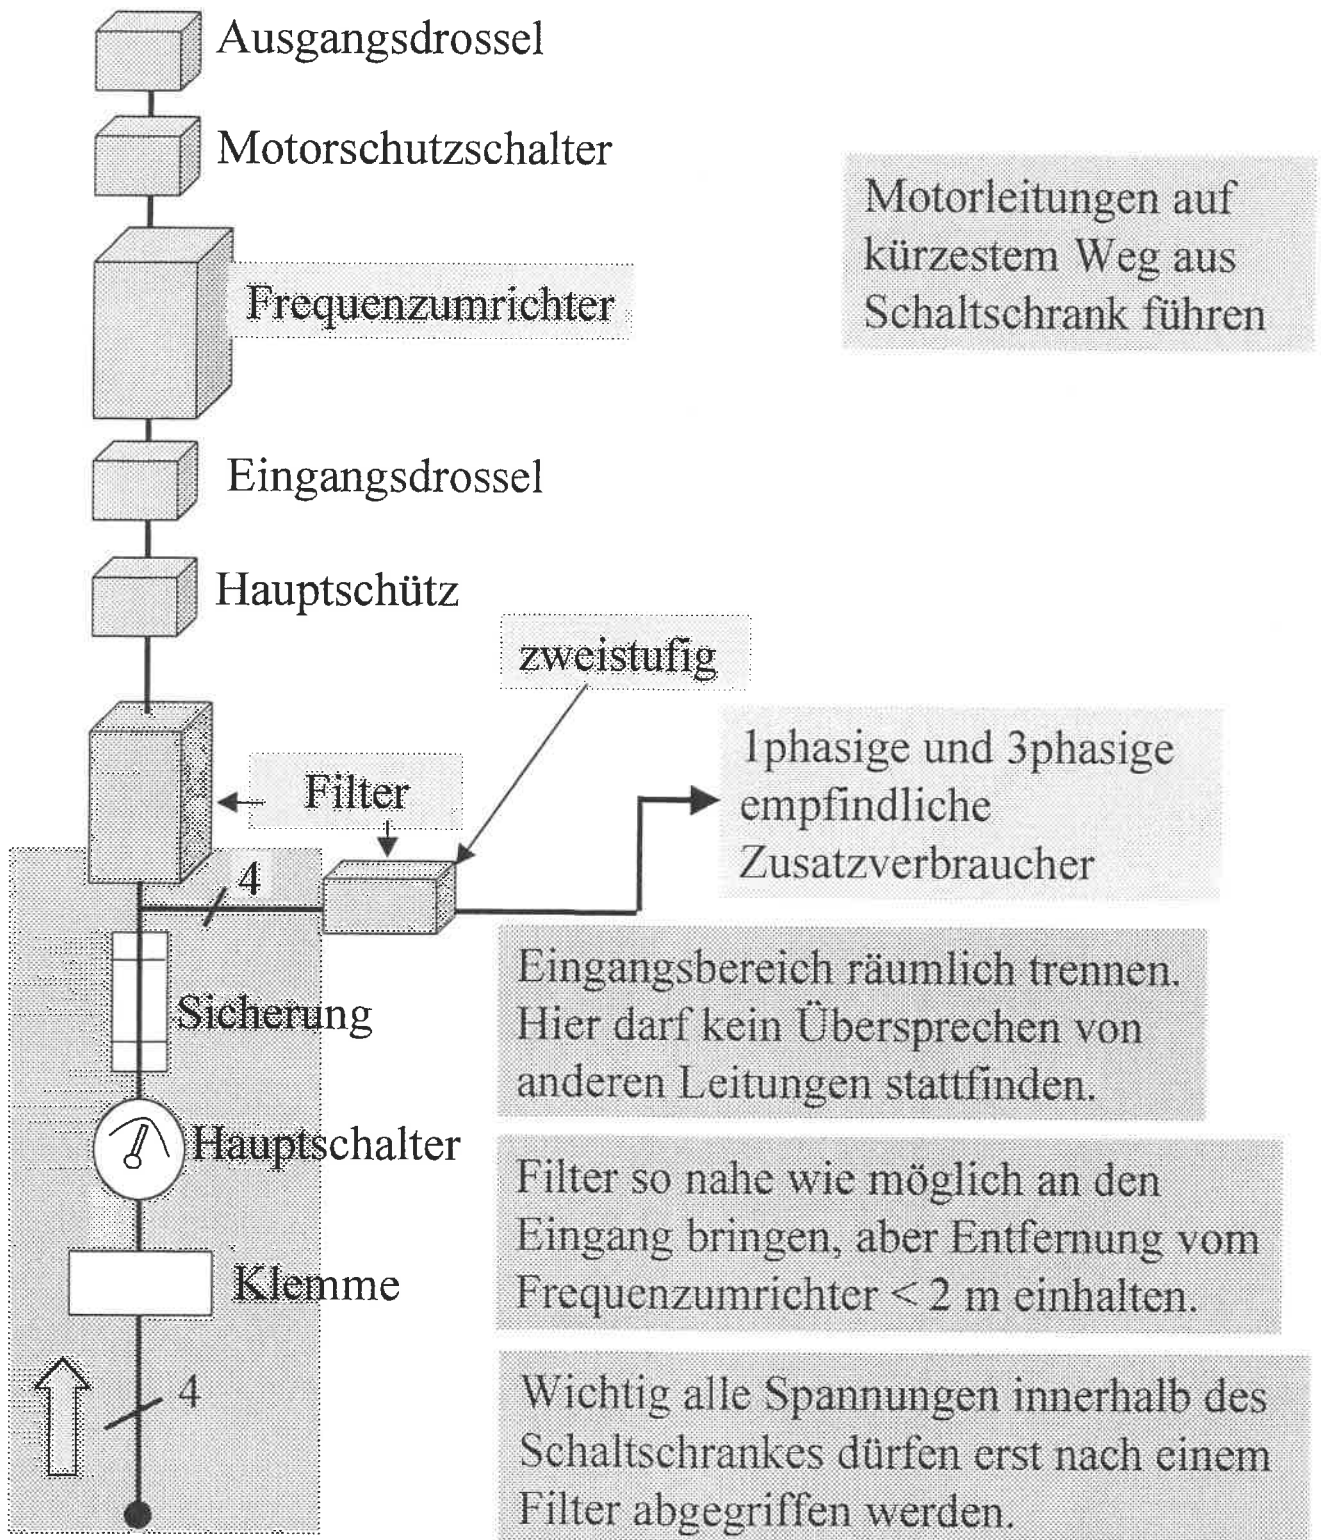 Ausgangsdrossel
Motorschutzschalter
Motorleitungen auf
kürzestem Weg aus
Schaltschrank führen
Frequenzumrichter
Eingangsdrossel
Hauptschütz
zweistufig
1phasige und 3phasige
empfindliche
Zusatzverbraucher
Filter
4
Eingangsbereich räumlich trennen.
Hier darf kein Übersprechen von
anderen Leitungen stattfinden.
Sicherung
Hauptschalter
Filter so nahe wie möglich an den
Eingang bringen, aber Entfernung vom
Frequenzumrichter < 2 m einhalten.
Klemme
4
Wichtig alle Spannungen innerhalb des
Schaltschrankes dürfen erst nach einem
Filter abgegriffen werden.